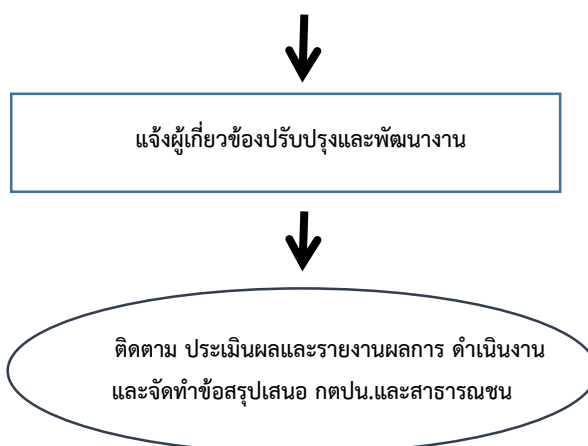 แจ้งผู้เกี่ยวข้องปรับปรุงและพัฒนางาน
ติดตาม ประเมินผลและรายงานผลการ ดำเนินงาน
และจัดทำข้อสรุปเสนอ กตปน.และสาธารณชน